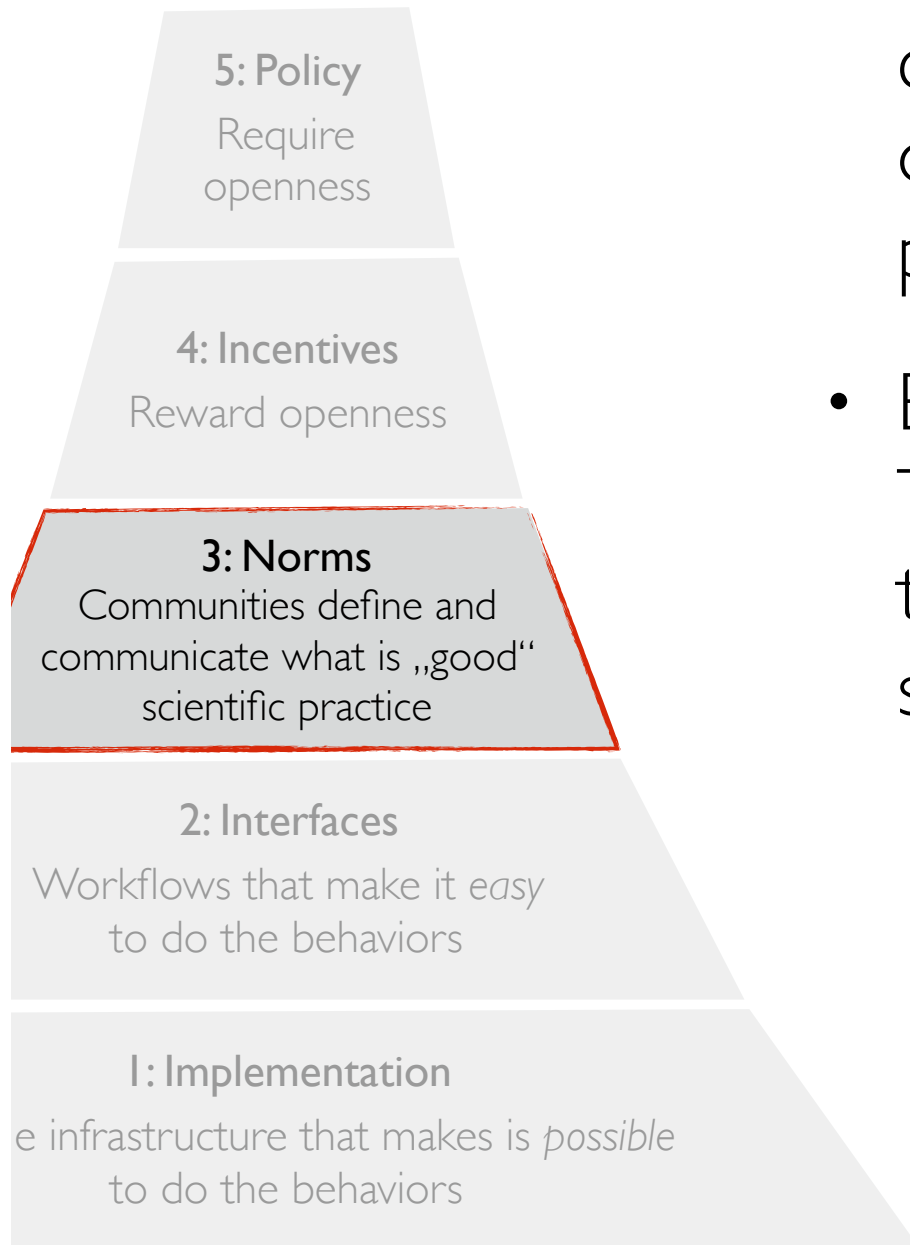 5: Policy
Require
openness
4: Incentives
Reward openness
3: Norms
Communities define and
communicate what is „good“
scientific practice
2: Interfaces
Workflows that make it easy
to do the behaviors
1: Implementation
infrastructure that makes is possible
to do the behaviors